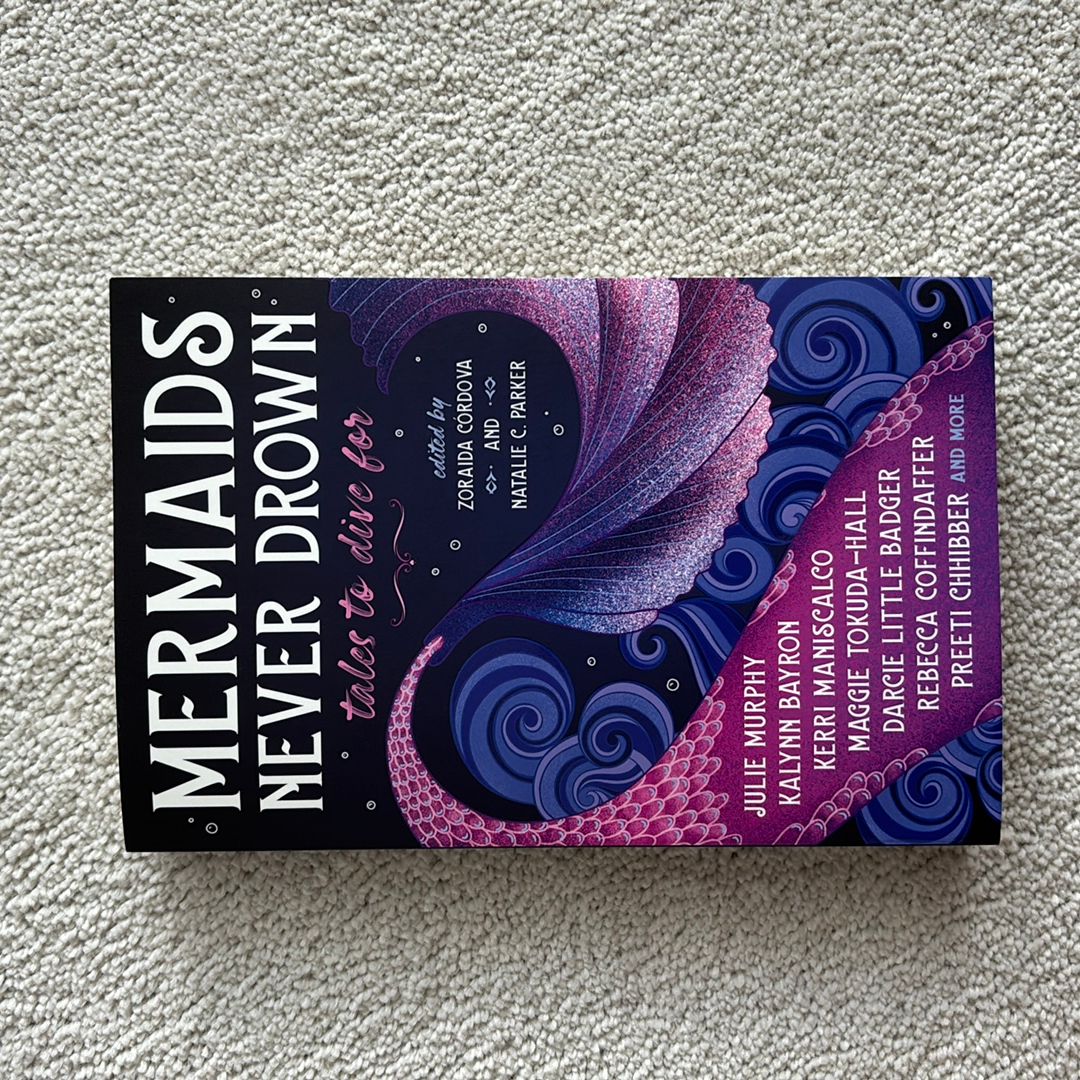 MERMAIDS
NEVER DROWN
tales to dive for
edited by
ZORAIDA CÓRDOVA
AND
NATALIE C. PARKER
JULIE MURPHY
KALYNN BAYRON
KERRI MANISCALCO
MAGGIE TOKUDA-HALL
DARCIE LITTLE BADGER
REBECCA COFFINDAFFER
PREETI CHHIBBER AND MORE